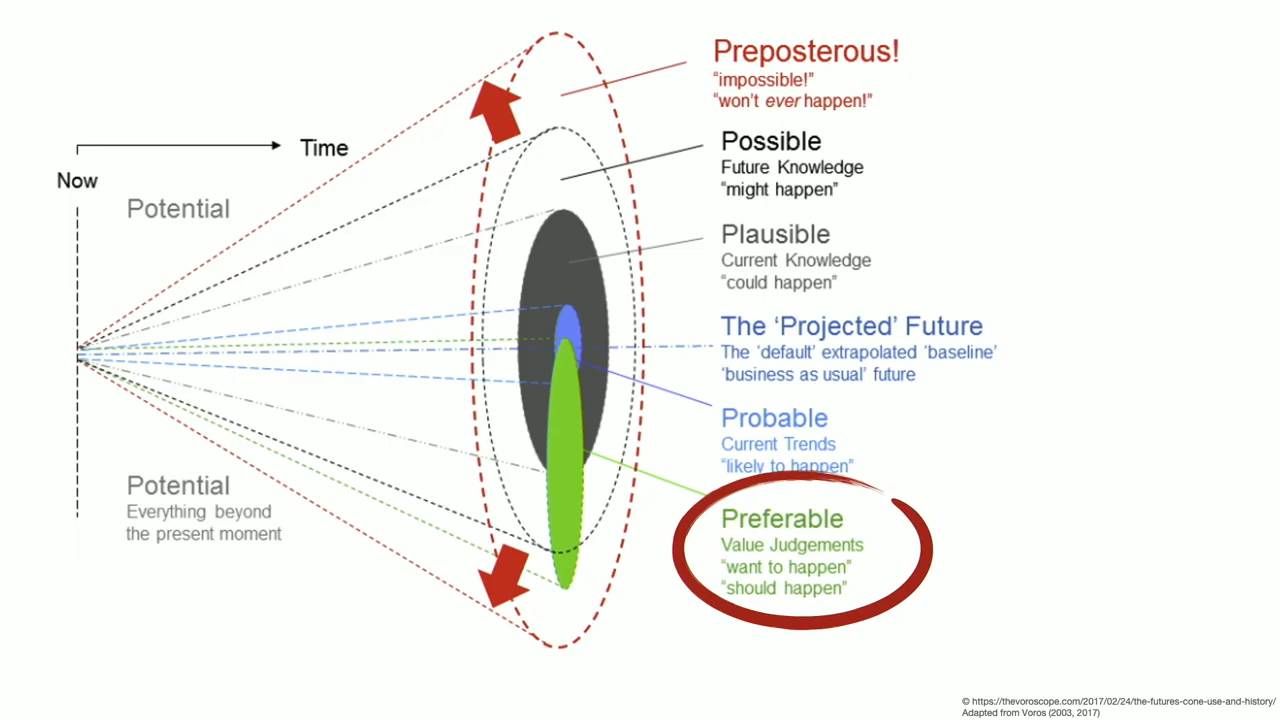 Preposterous!
“impossible!”
“won’t ever happen!”
Time
Now
Potential
Possible
Future Knowledge
“might happen”
Plausible
Current Knowledge
“could happen”
The ‘Projected’ Future
The ‘default’ extrapolated ‘baseline’
‘business as usual’ future
Probable
Current Trends
“likely to happen”
Potential
Everything beyond
the present moment
Preferable
Value Judgements
“want to happen”
“should happen”
© https://thevoroscope.com/2017/02/24/the-futures-cone-use-and-history/
Adapted from Voros (2003, 2017)